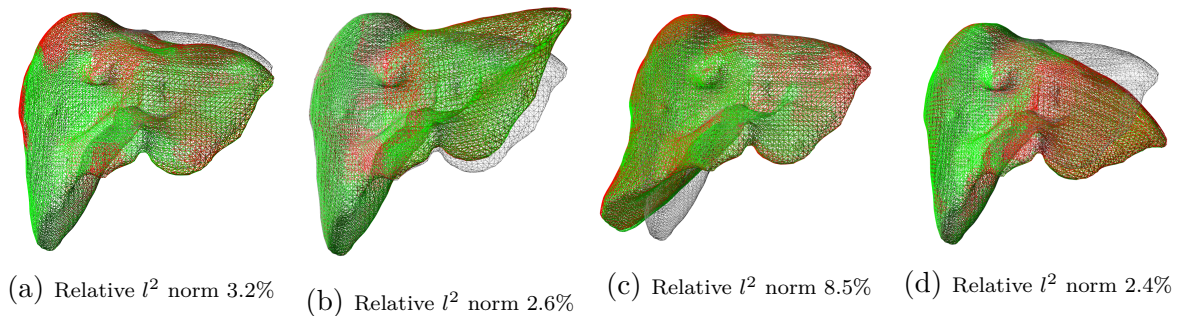 (a) Relative l² norm 3.2%
(b) Relative l² norm 2.6%
(c) Relative l² norm 8.5%
(d) Relative l² norm 2.4%